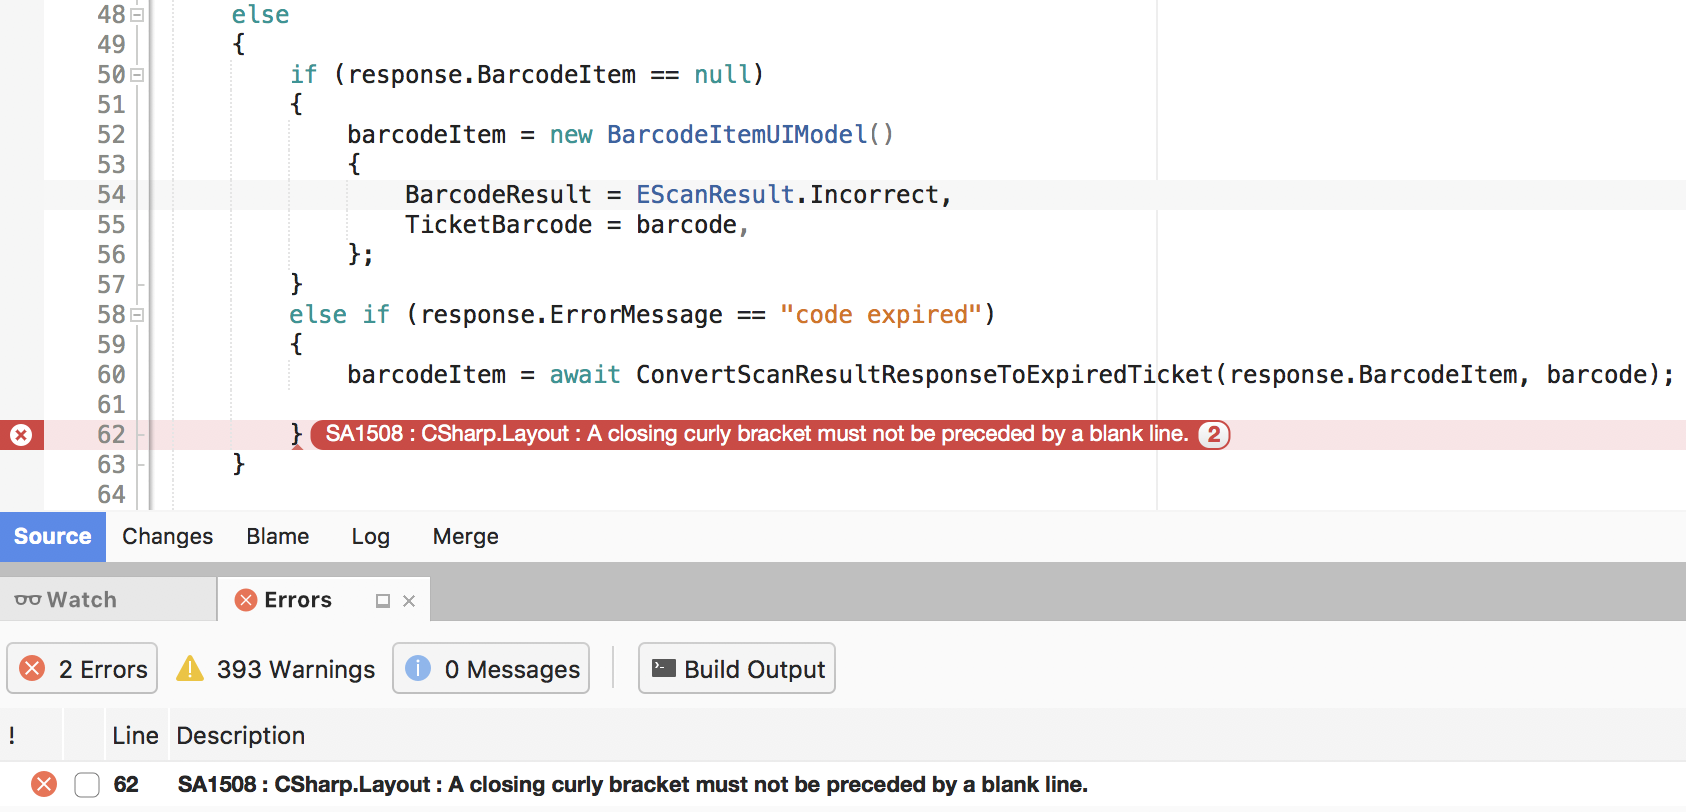 48 else
49 {
50 if (response.BarcodeItem == null)
51 {
52 barcodeItem = new BarcodeItemUIModel()
53 {
54 BarcodeResult = EScanResult.Incorrect,
55 TicketBarcode = barcode,
56 };
57 }
58 else if (response.ErrorMessage == "code expired")
59 {
60 barcodeItem = await ConvertScanResultResponseToExpiredTicket(response.BarcodeItem, barcode);
61
62 } SA1508 : CSharp.Layout : A closing curly bracket must not be preceded by a blank line. 2
63 }
64
Source Changes Blame Log Merge
Watch Errors
2 Errors 393 Warnings 0 Messages Build Output
! Line Description
62 SA1508 : CSharp.Layout : A closing curly bracket must not be preceded by a blank line.